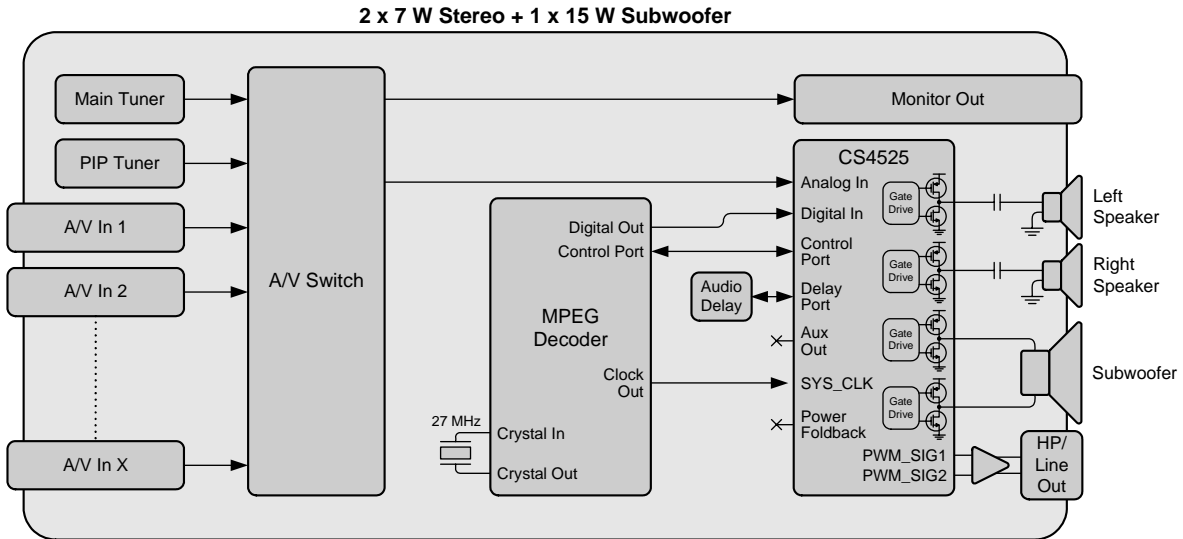 2 x 7 W Stereo + 1 x 15 W Subwoofer
Main Tuner
PIP Tuner
A/V In 1
A/V In 2
A/V In X
A/V Switch
MPEG
Decoder
Digital Out
Control Port
Clock
Out
27 MHz
Crystal In
Crystal Out
Audio
Delay
Monitor Out
CS4525
Analog In
Digital In
Control
Port
Delay
Port
Aux
Out
SYS_CLK
Power
Foldback
PWM_SIG1
PWM_SIG2
Gate
Drive
Gate
Drive
Gate
Drive
Gate
Drive
Left
Speaker
Right
Speaker
Subwoofer
HP/
Line
Out